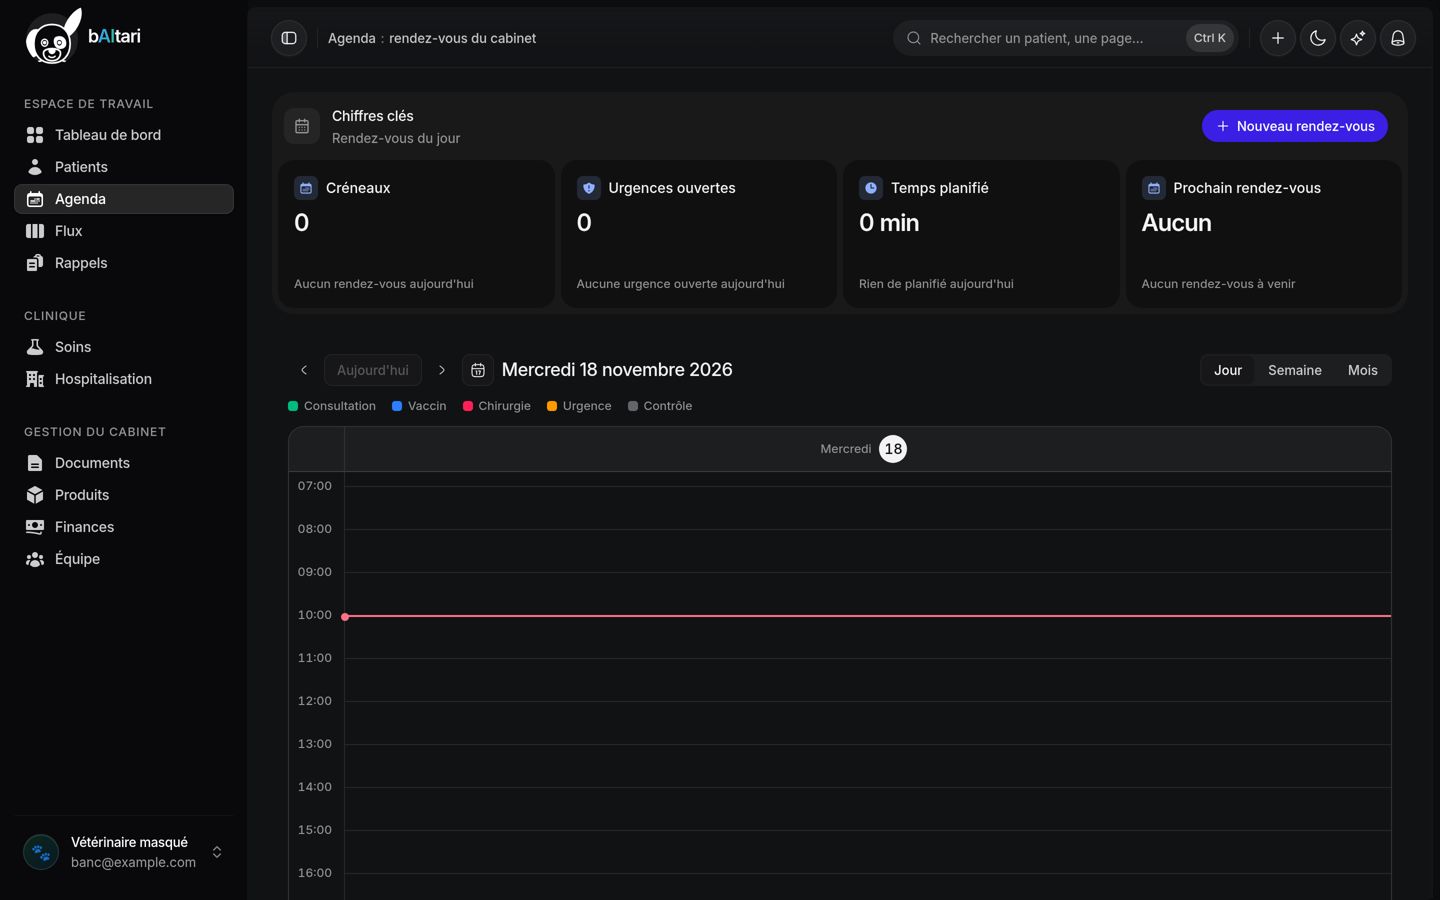 bAItari
ESPACE DE TRAVAIL
Tableau de bord
Patients
Agenda
Flux
Rappels
CLINIQUE
Soins
Hospitalisation
GESTION DU CABINET
Documents
Produits
Finances
Équipe
Vétérinaire masqué
banc@example.com
Agenda : rendez-vous du cabinet
Rechercher un patient, une page...
Ctrl K
Chiffres clés
Rendez-vous du jour
Nouveau rendez-vous
Créneaux
0
Aucun rendez-vous aujourd'hui
Urgences ouvertes
0
Aucune urgence ouverte aujourd'hui
Temps planifié
0 min
Rien de planifié aujourd'hui
Prochain rendez-vous
Aucun
Aucun rendez-vous à venir
Aujourd'hui
17
Mercredi 18 novembre 2026
Jour
Semaine
Mois
Consultation
Vaccin
Chirurgie
Urgence
Contrôle
Mercredi 18
07:00
08:00
09:00
10:00
11:00
12:00
13:00
14:00
15:00
16:00